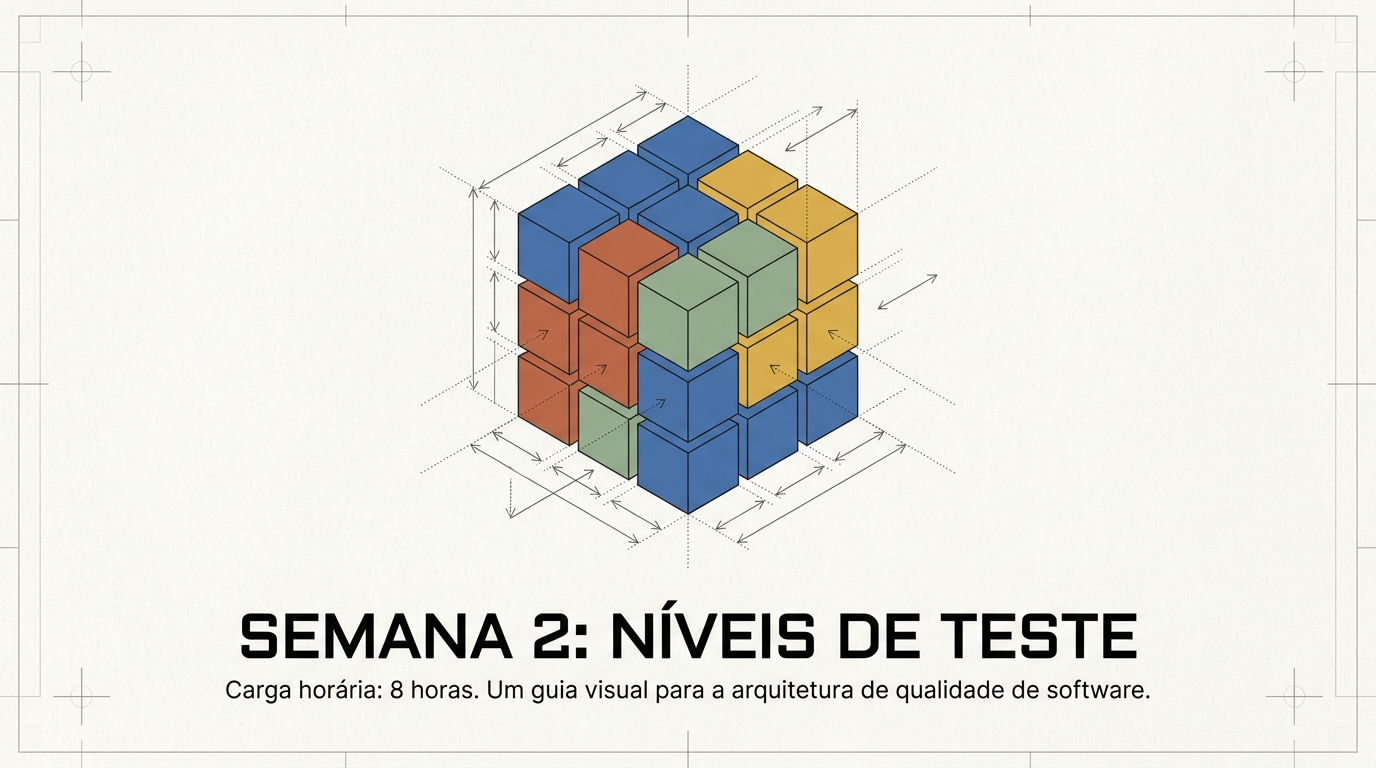 SEMANA 2: NÍVEIS DE TESTE
Carga horária: 8 horas. Um guia visual para a arquitetura de qualidade de software.